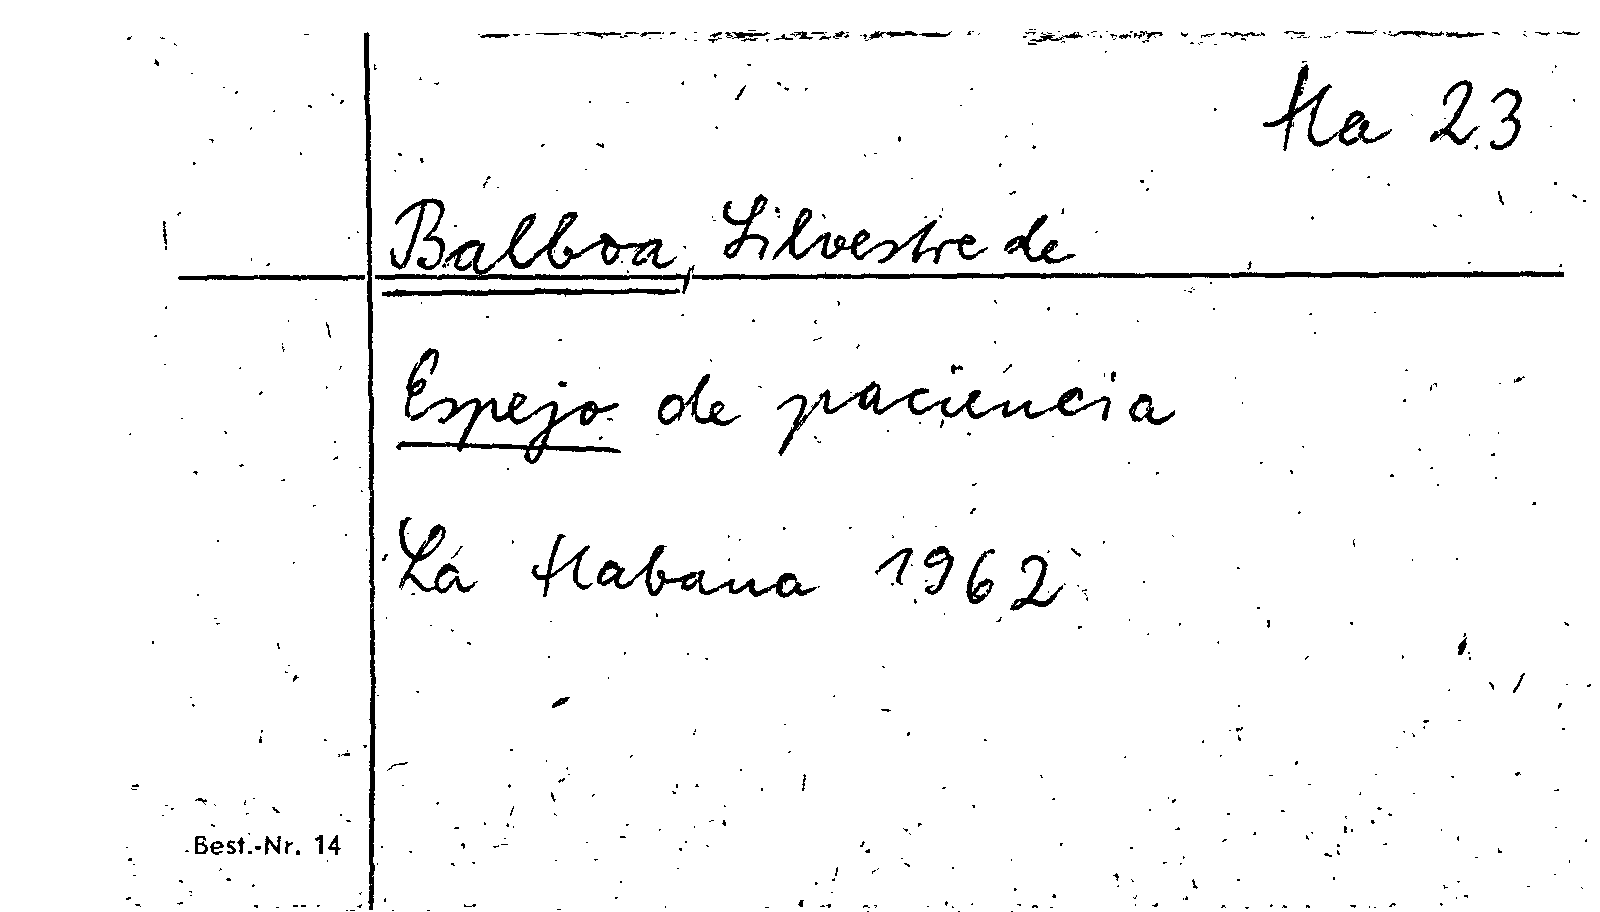 Ha 23
Balboa, Silvestre de
Espejo de paciencia
La Habana 1962
Best.-Nr. 14